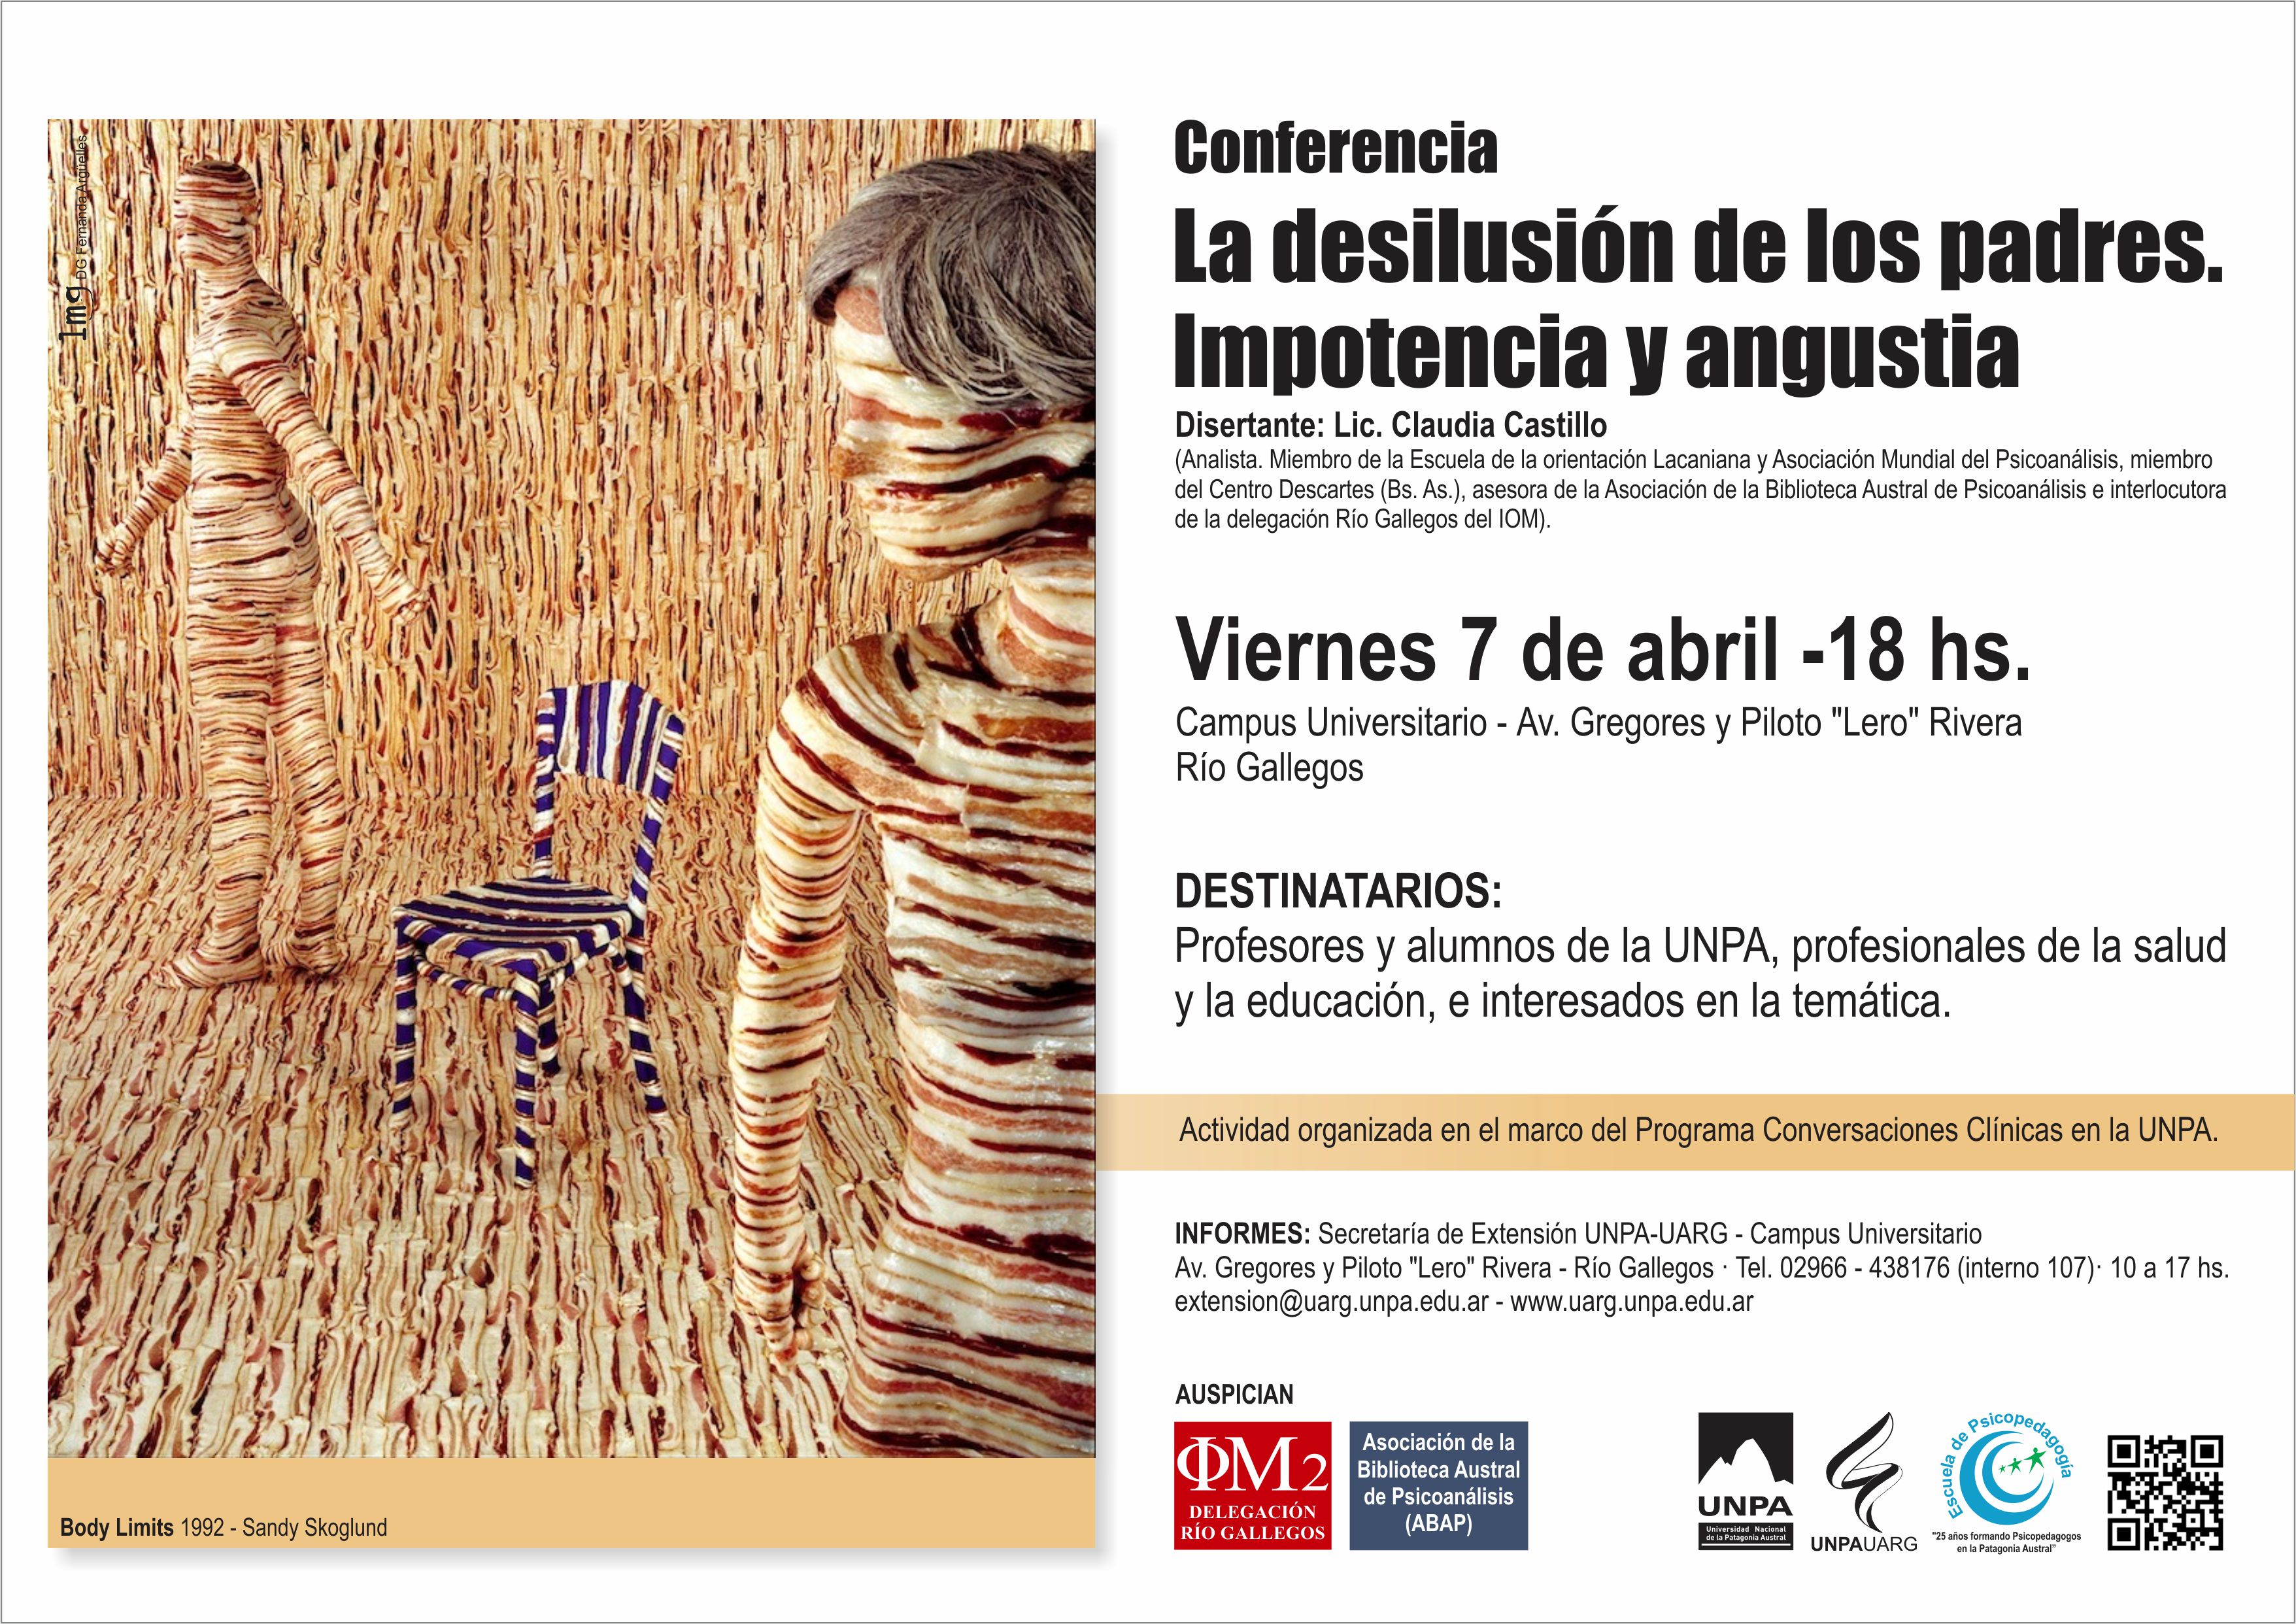 lmg DG Fernanda Argüelles
Conferencia
La desilusión de los padres.
Impotencia y angustia
Disertante: Lic. Claudia Castillo
(Analista. Miembro de la Escuela de la orientación Lacaniana y Asociación Mundial del Psicoanálisis, miembro
del Centro Descartes (Bs. As.), asesora de la Asociación de la Biblioteca Austral de Psicoanálisis e interlocutora
de la delegación Río Gallegos del IOM).
Viernes 7 de abril -18 hs.
Campus Universitario - Av. Gregores y Piloto "Lero" Rivera
Río Gallegos
DESTINATARIOS:
Profesores y alumnos de la UNPA, profesionales de la salud
y la educación, e interesados en la temática.
Actividad organizada en el marco del Programa Conversaciones Clínicas en la UNPA.
INFORMES: Secretaría de Extensión UNPA-UARG - Campus Universitario
Av. Gregores y Piloto "Lero" Rivera - Río Gallegos · Tel. 02966 - 438176 (interno 107)· 10 a 17 hs.
extension@uarg.unpa.edu.ar - www.uarg.unpa.edu.ar
AUSPICIAN
ΦM2
DELEGACIÓN
RÍO GALLEGOS
Asociación de la
Biblioteca Austral
de Psicoanálisis
(ABAP)
UNPA
Universidad Nacional
de la Patagonia Austral
UNPAUARG
Escuela de Psicopedagogía
"25 años formando Psicopedagogos
en la Patagonia Austral"
Body Limits 1992 - Sandy Skoglund